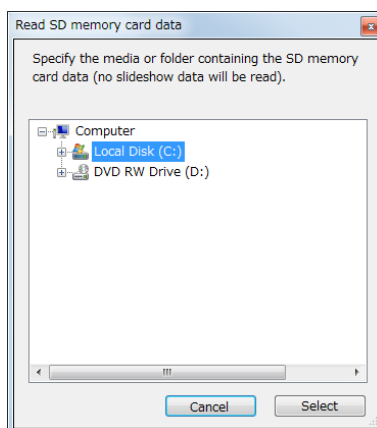 Read SD memory card data
Specify the media or folder containing the SD memory
card data (no slideshow data will be read).
Computer
Local Disk (C:)
DVD RW Drive (D:)
Cancel
Select